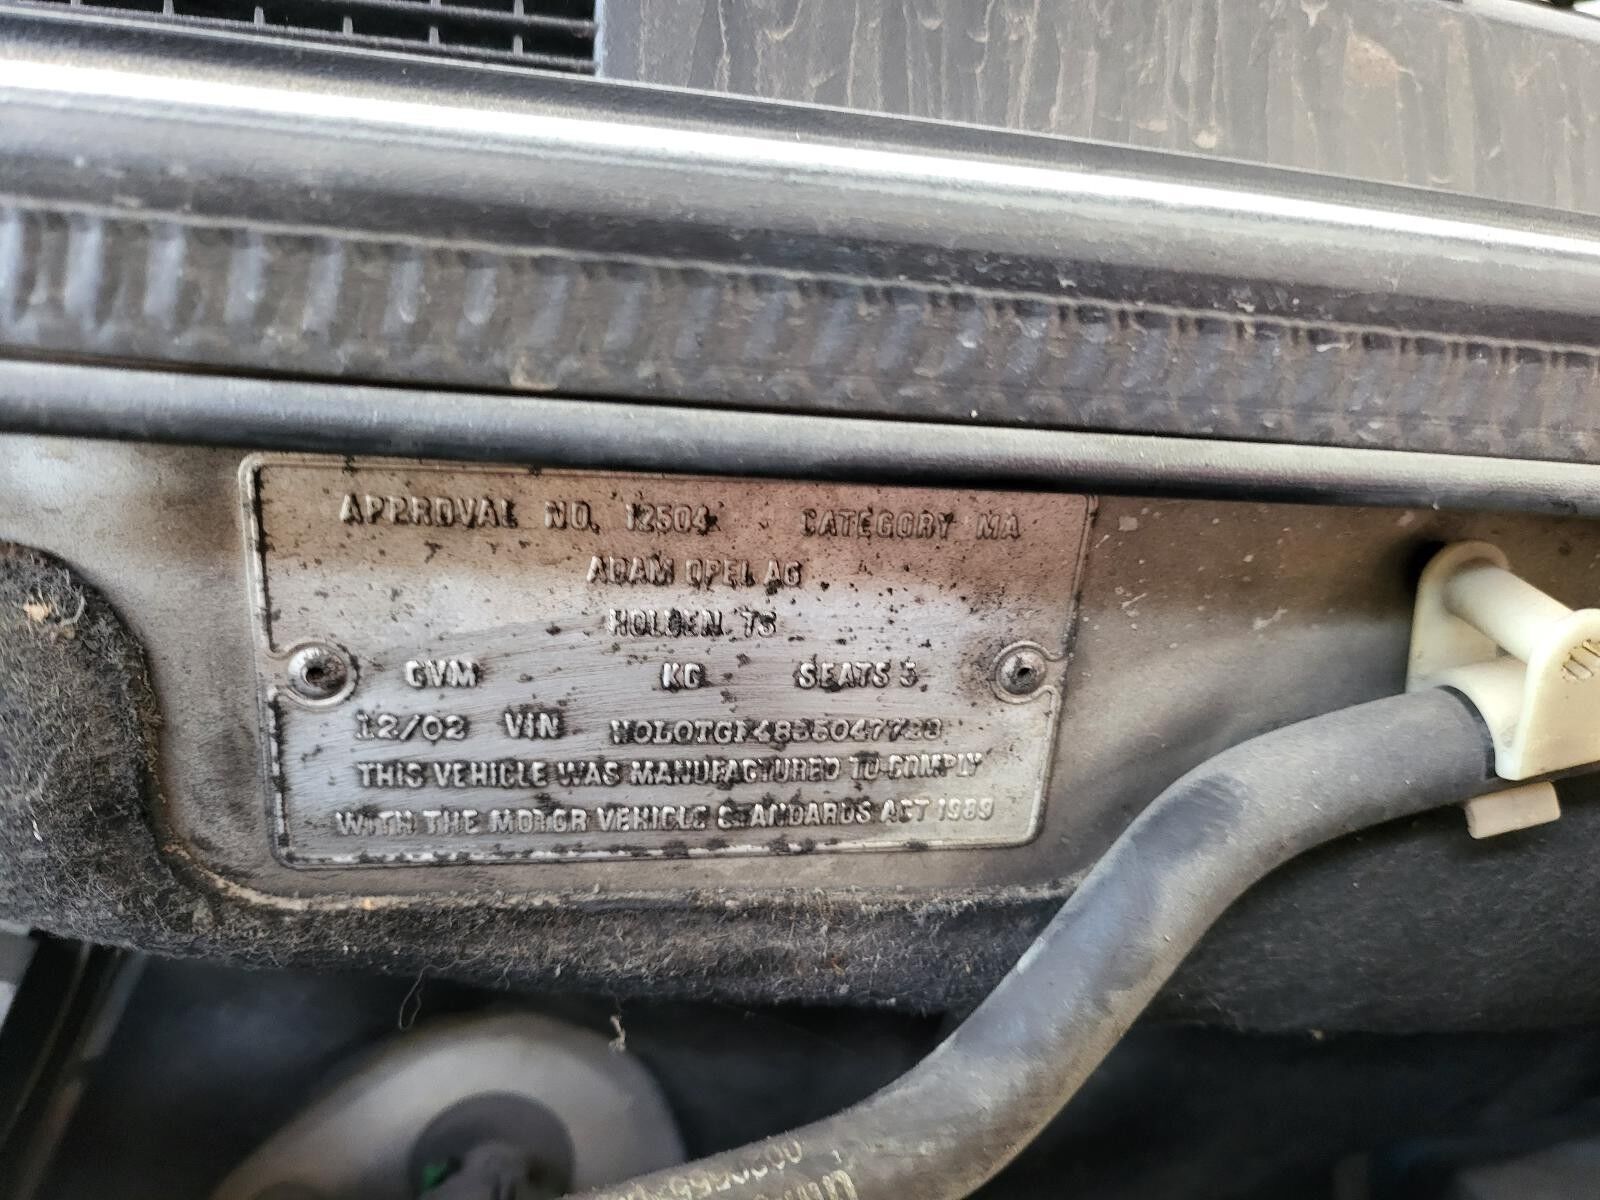 APPROVAL NO. 12504 CATEGORY MA
ADAM OPEL AG
HOLDEN TS
GVM KG SEATS 5
12/02 VIN
THIS VEHICLE WAS MANUFACTURED TO COMPLY
WITH THE MOTOR VEHICLE STANDARDS ACT 1989